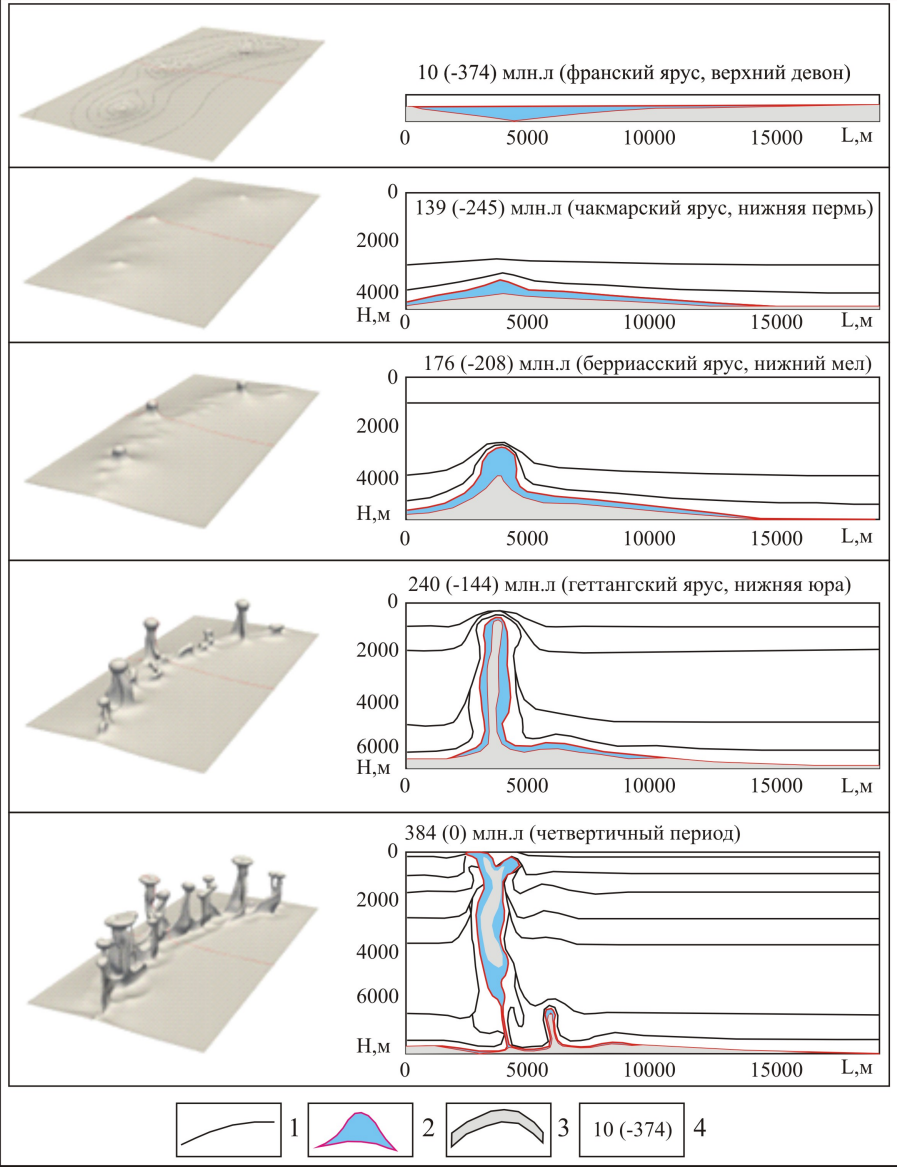 10 (-374) млн.л (франский ярус, верхний девон)
0 5000 10000 15000 L,м
139 (-245) млн.л (чакмарский ярус, нижняя пермь)
0
2000
4000
H,м
0 5000 10000 15000 L,м
176 (-208) млн.л (берриасский ярус, нижний мел)
0
2000
4000
H,м
0 5000 10000 15000 L,м
240 (-144) млн.л (геттангский ярус, нижняя юра)
0
2000
4000
6000
H,м
0 5000 10000 15000 L,м
384 (0) млн.л (четвертичный период)
0
2000
4000
6000
H,м
0 5000 10000 15000 L,м
1 2 3 10 (-374) 4